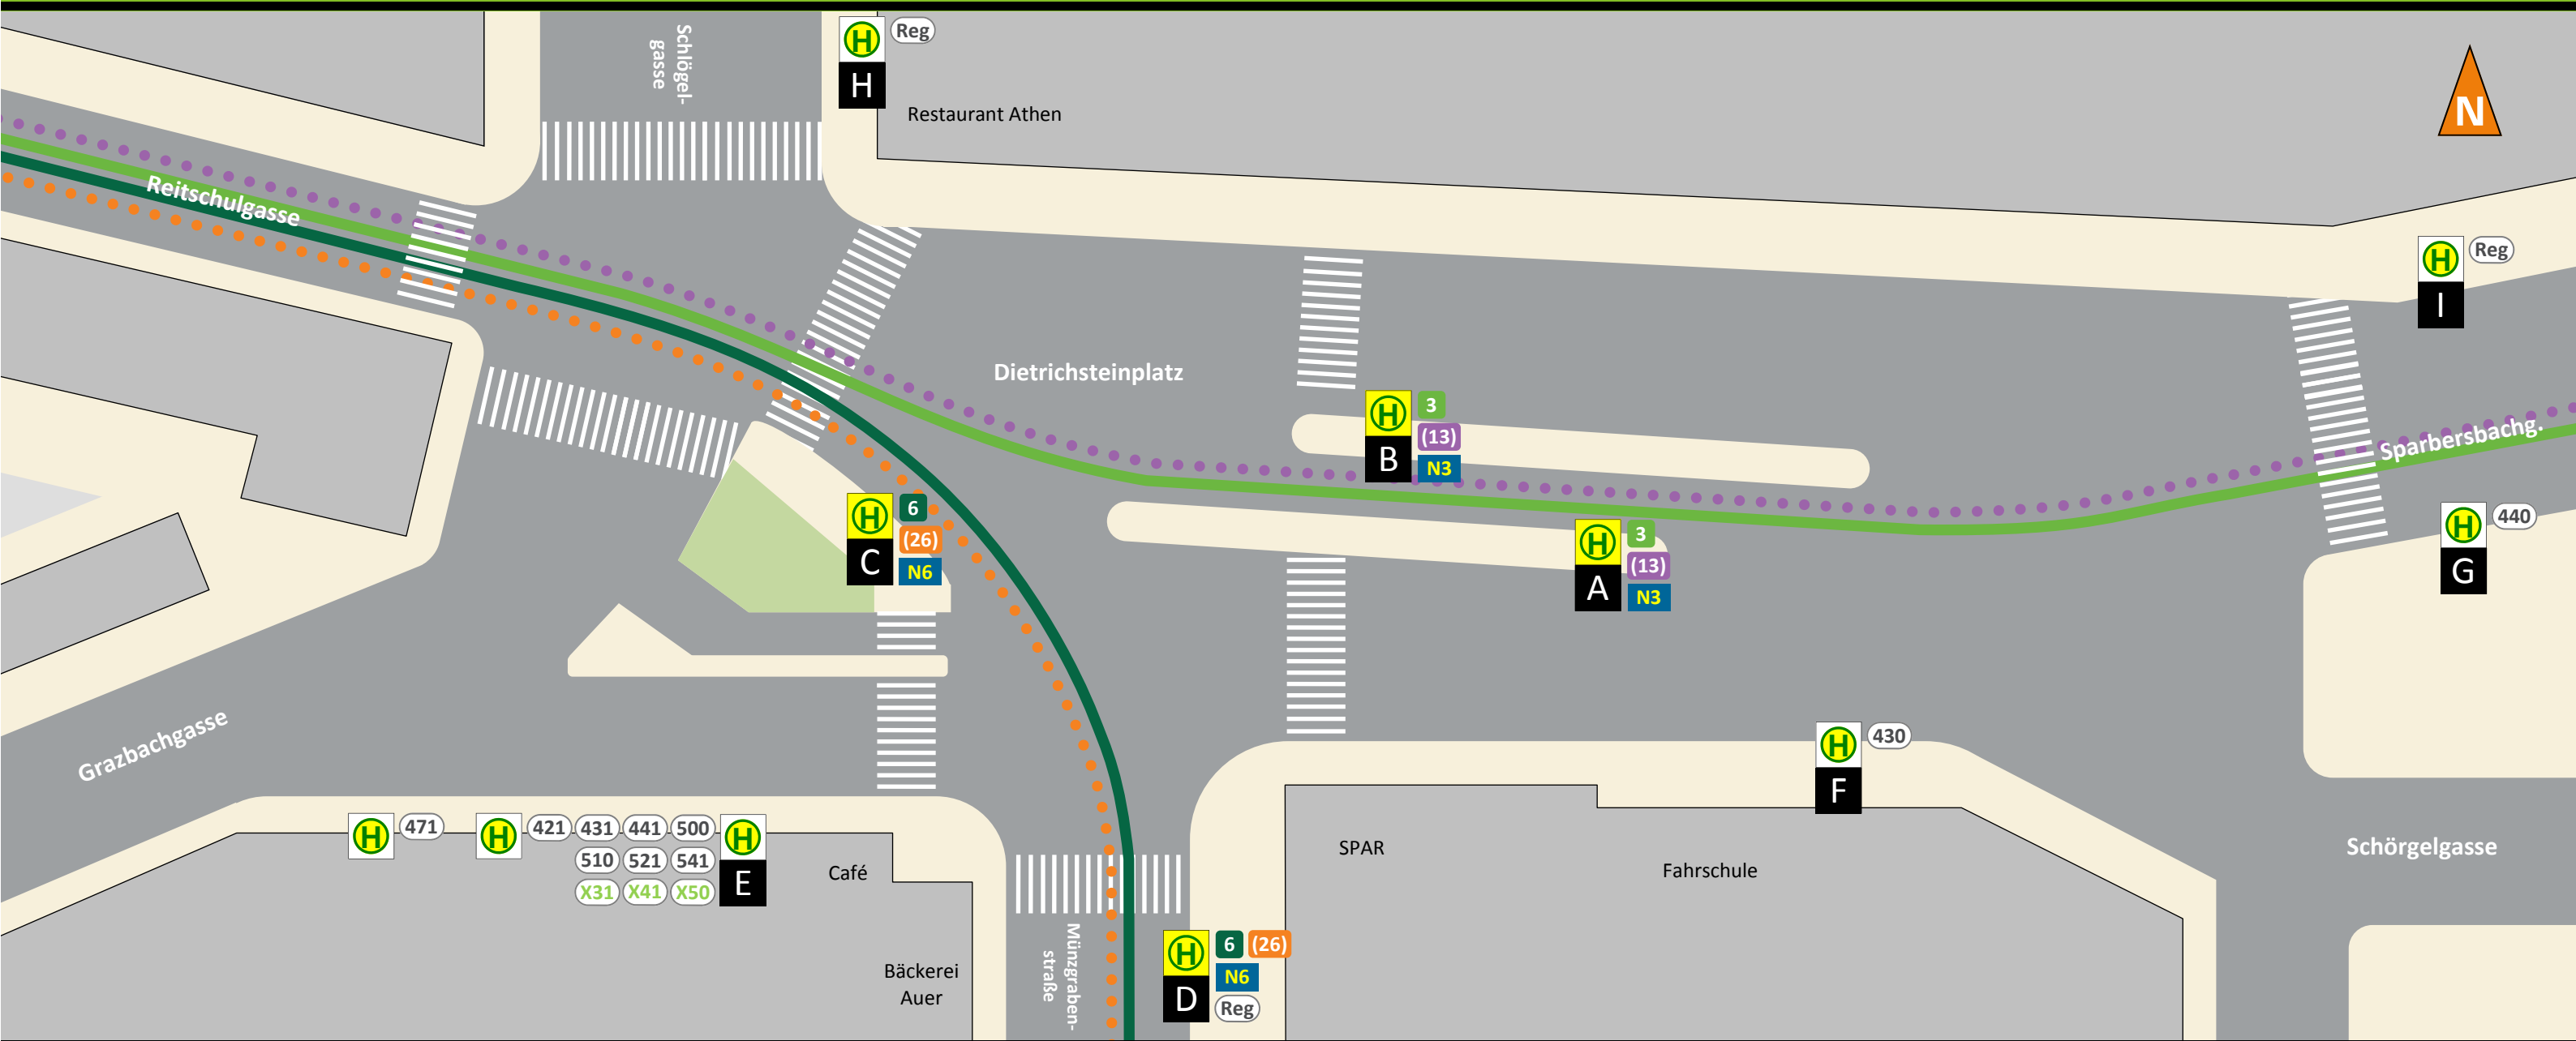 Schlögel-
gasse
H Reg
H
Restaurant Athen
N
Reitschulgasse
H Reg
I
Dietrichsteinplatz
H 3
(13)
B N3
Sparbersbachg.
H 6
(26)
C N6
H 3
(13)
A N3
H 440
G
Grazbachgasse
H 430
F
H 471
H 421 431 441 500 H
510 521 541
X31 X41 X50 E
Café
SPAR
Fahrschule
Schörgelgasse
Bäckerei
Auer
Münzgraben-
straße
H 6 (26)
N6
D Reg